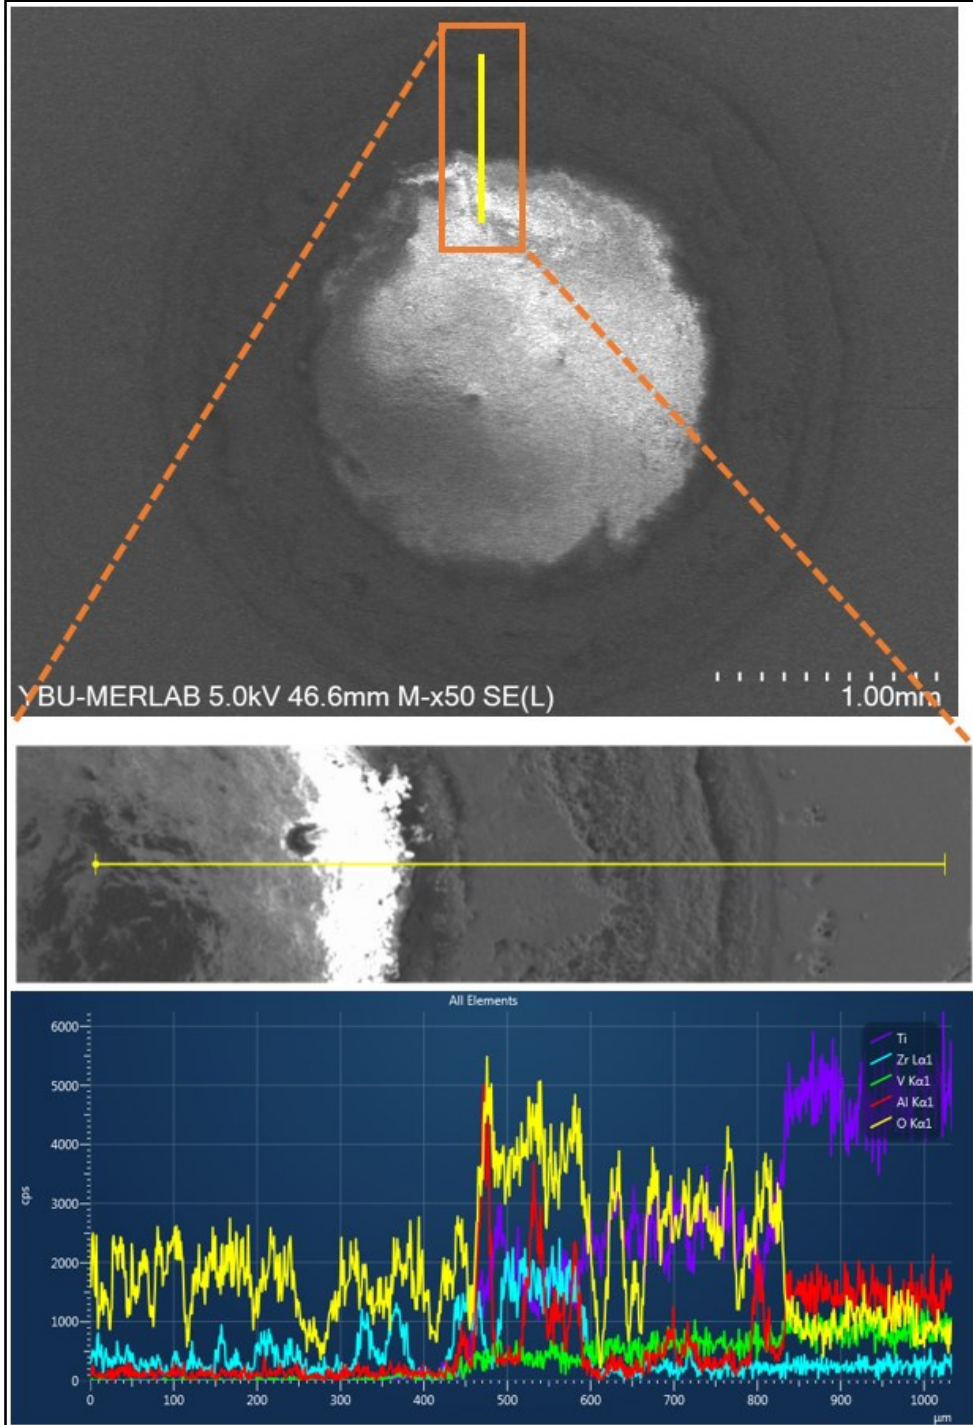 YBU-MERLAB 5.0kV 46.6mm M-x50 SE(L)
1.00mm
All Elements
cps
6000
5000
4000
3000
2000
1000
0
Ti
Zr Lα1
V Kα1
Al Kα1
O Kα1
0 100 200 300 400 500 600 700 800 900 1000
µm